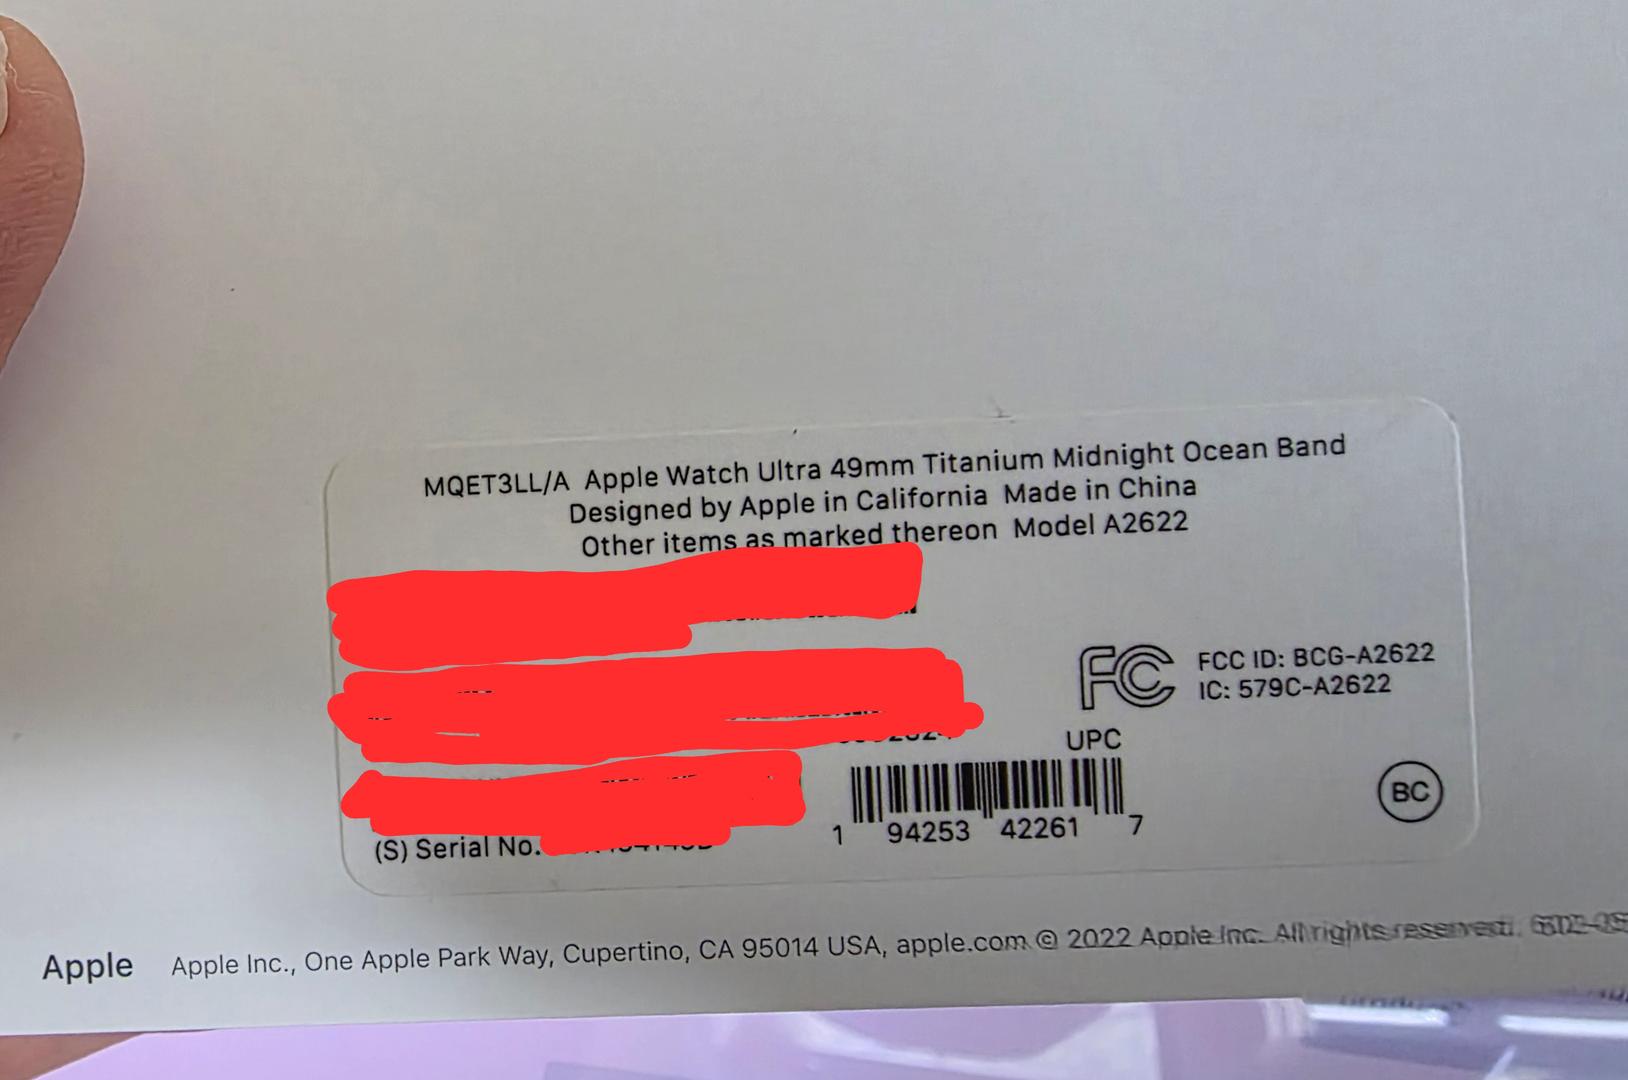 MQET3LL/A Apple Watch Ultra 49mm Titanium Midnight Ocean Band
Designed by Apple in California Made in China
Other items as marked thereon Model A2622
FC FCC ID: BCG-A2622
IC: 579C-A2622
UPC
1 94253 42261 7
BC
(S) Serial No.
Apple Apple Inc., One Apple Park Way, Cupertino, CA 95014 USA, apple.com © 2022 Apple Inc. All rights reserved.